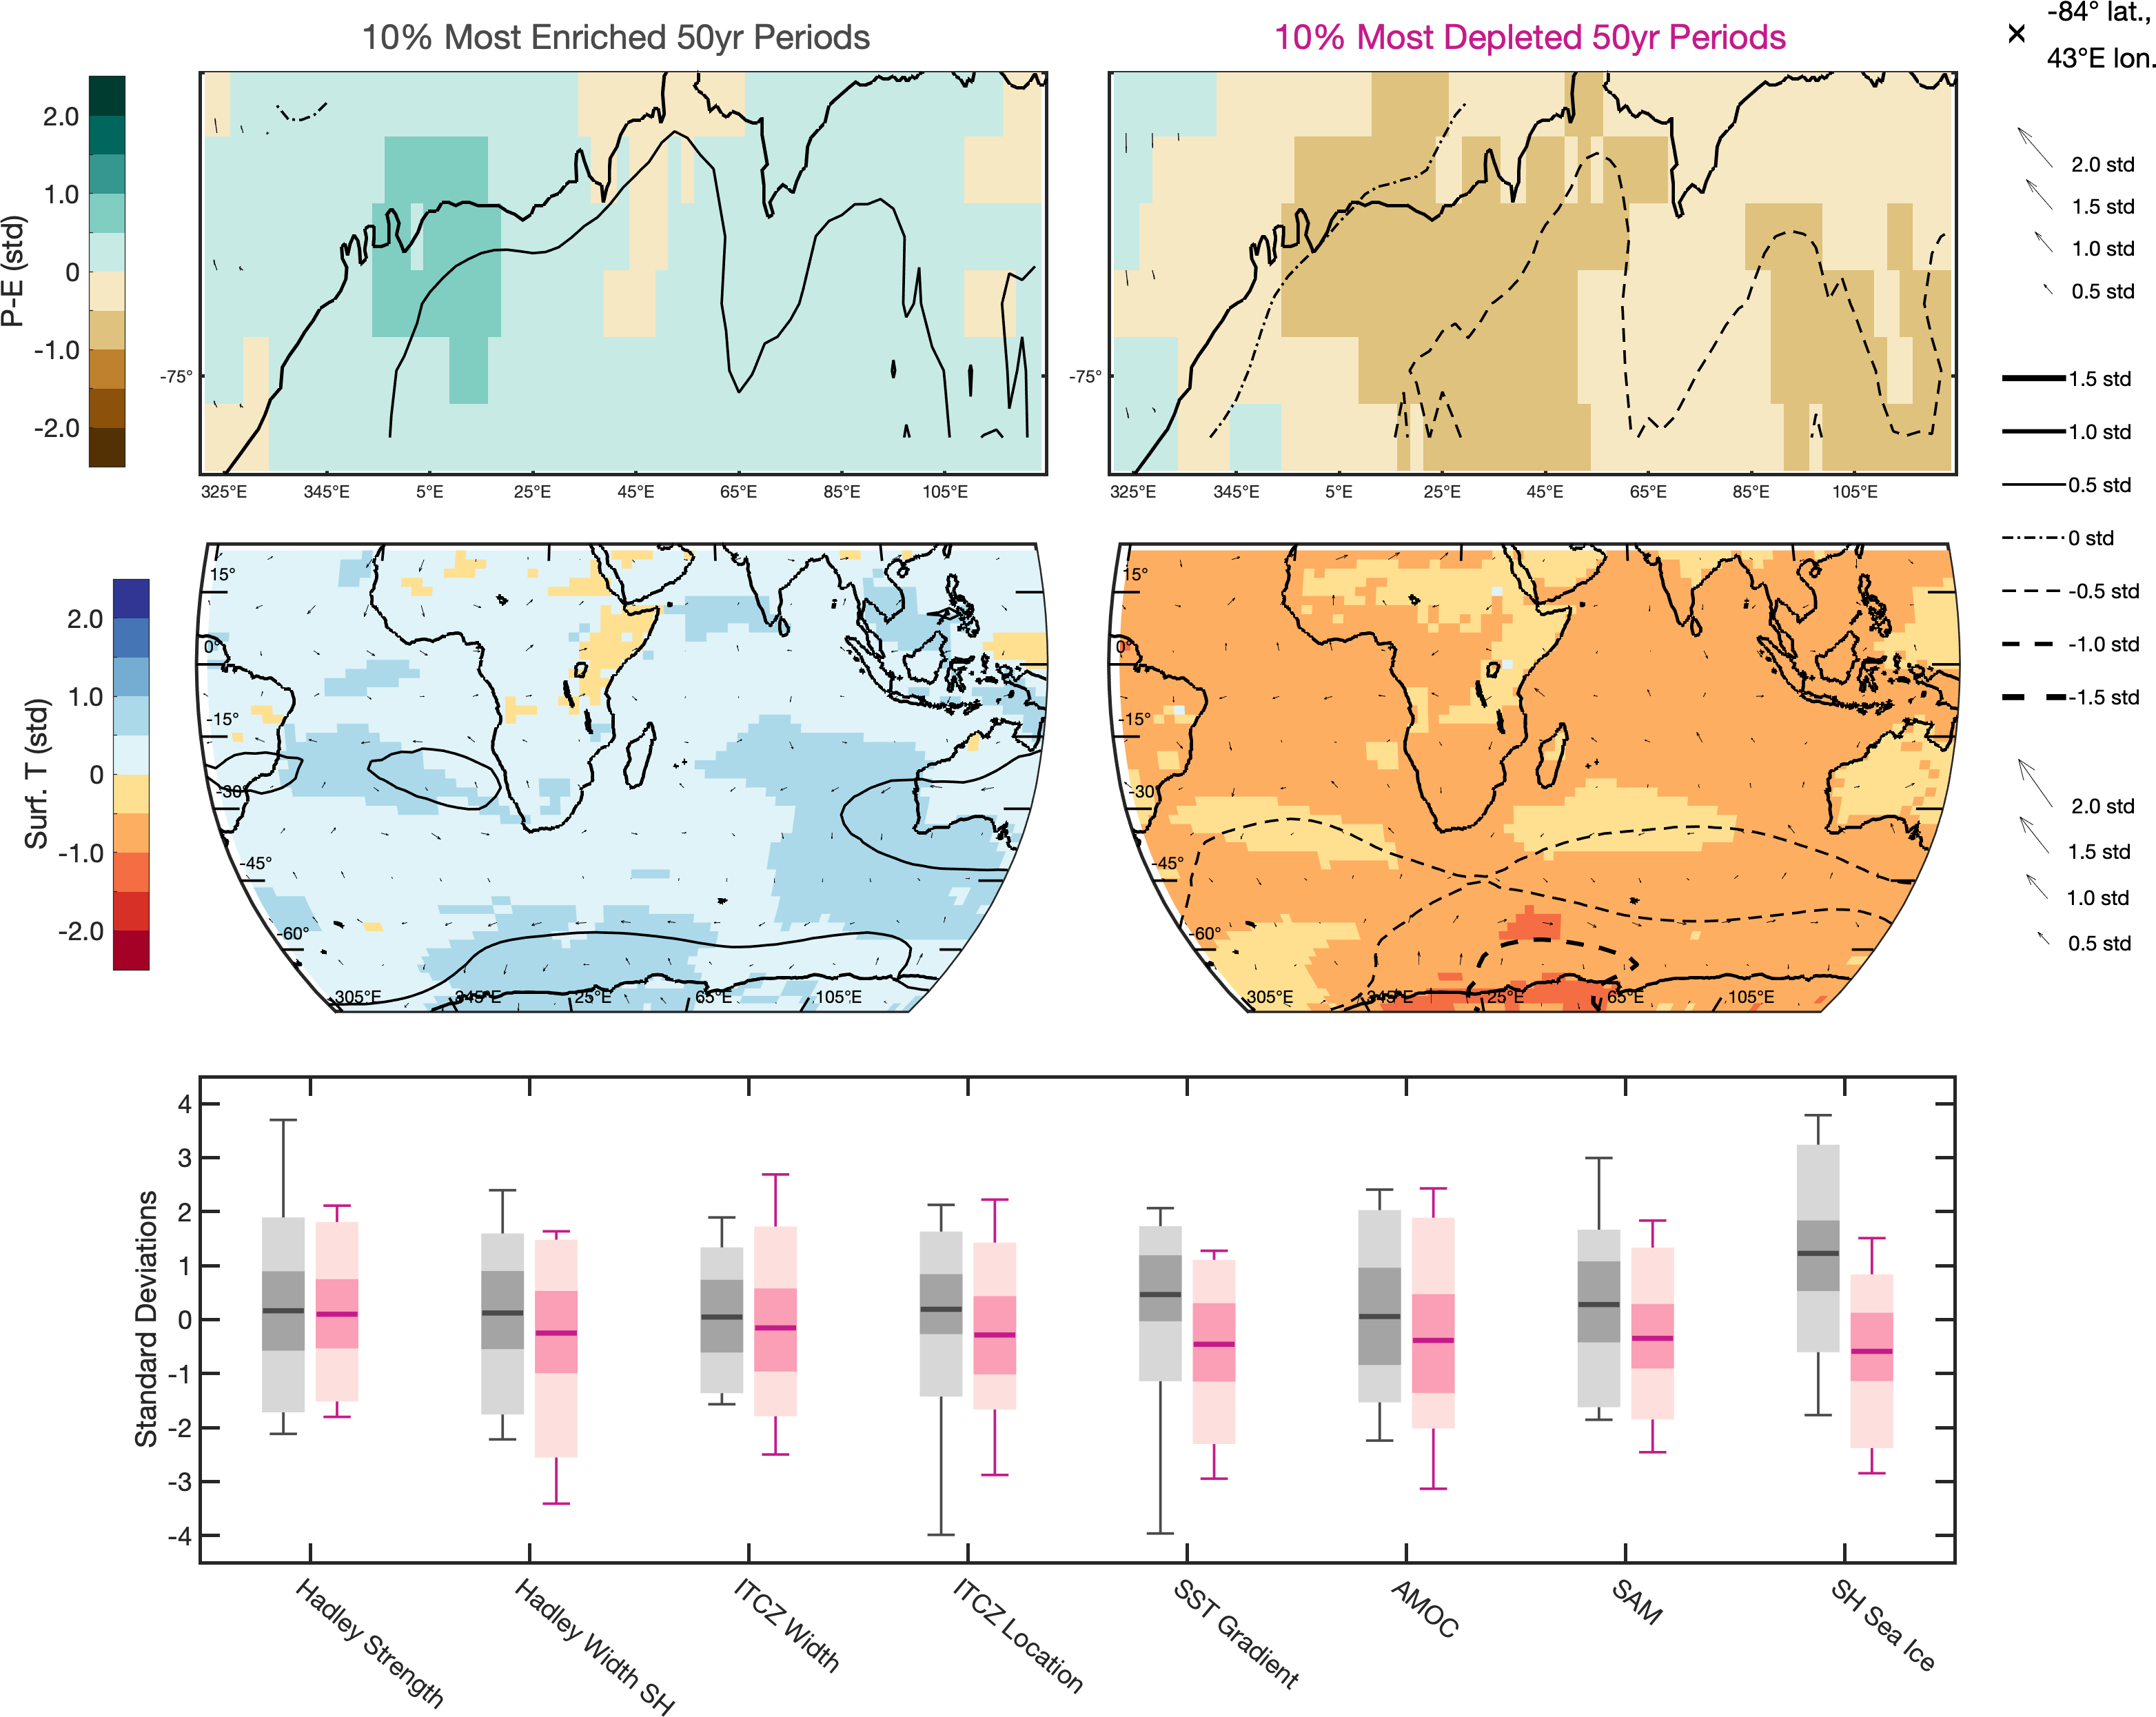 10% Most Enriched 50yr Periods
10% Most Depleted 50yr Periods
× -84° lat.,
43°E lon.
P-E (std)
2.0
1.0
0
-1.0
-2.0
-75°
325°E 345°E 5°E 25°E 45°E 65°E 85°E 105°E
-75°
325°E 345°E 5°E 25°E 45°E 65°E 85°E 105°E
2.0 std
1.5 std
1.0 std
0.5 std
1.5 std
1.0 std
0.5 std
0 std
-0.5 std
-1.0 std
-1.5 std
2.0 std
1.5 std
1.0 std
0.5 std
Surf. T (std)
2.0
1.0
0
-1.0
-2.0
15°
0°
-15°
-30°
-45°
-60°
305°E 345°E 25°E 65°E 105°E
15°
0°
-15°
-30
-45°
-60°
305°E 345°E 25°E 65°E 105°E
Standard Deviations
4
3
2
1
0
-1
-2
-3
-4
Hadley Strength
Hadley Width SH
ITCZ Width
ITCZ Location
SST Gradient
AMOC
SAM
SH Sea Ice